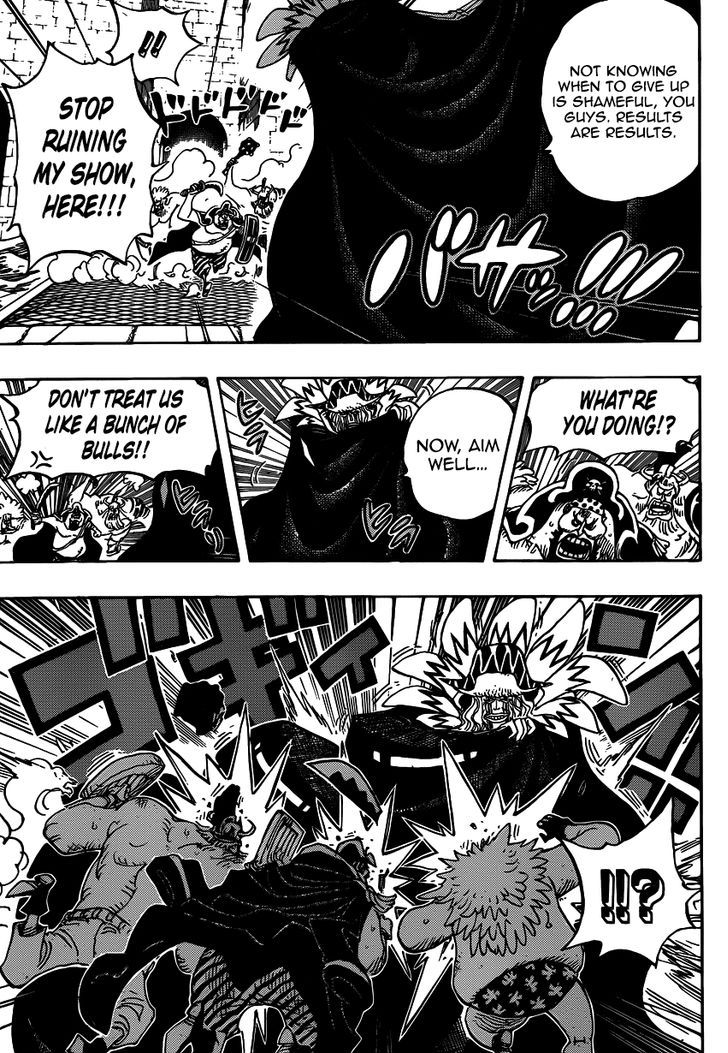 NOT KNOWING
WHEN TO GIVE UP
IS SHAMEFUL, YOU
GUYS. RESULTS
ARE RESULTS.
!!
STOP
RUINING
MY SHOW,
HERE!!!
ドドドドド
バサッ!!!
WHAT'RE
YOU DOING!?
NOW, AIM
WELL...
DON'T TREAT US
LIKE A BUNCH OF
BULLS!!
!!?